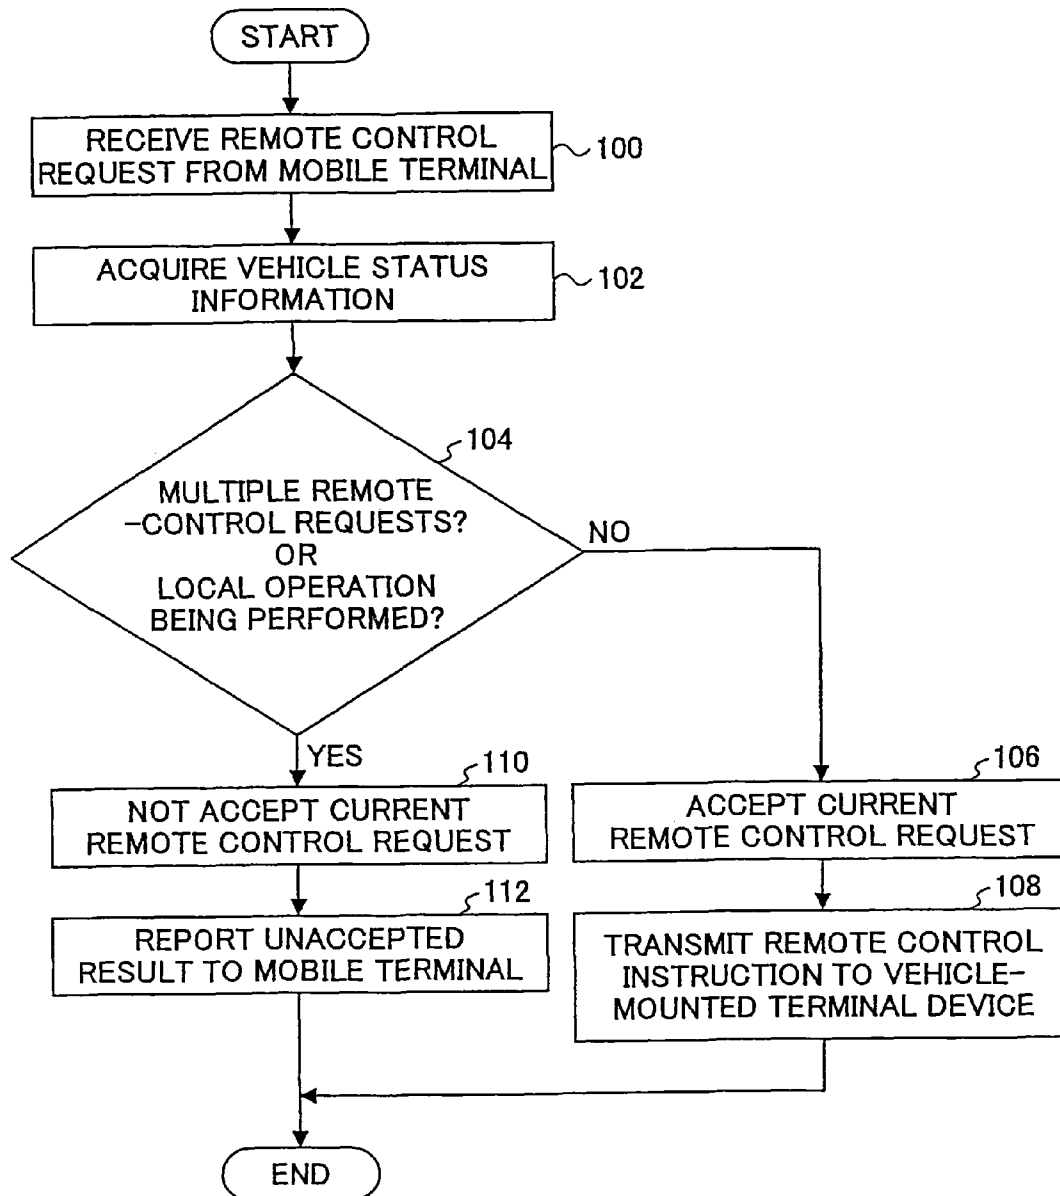 START
RECEIVE REMOTE CONTROL
REQUEST FROM MOBILE TERMINAL
100
ACQUIRE VEHICLE STATUS
INFORMATION
102
104
MULTIPLE REMOTE
-CONTROL REQUESTS?
OR
LOCAL OPERATION
BEING PERFORMED?
NO
YES
110
NOT ACCEPT CURRENT
REMOTE CONTROL REQUEST
106
ACCEPT CURRENT
REMOTE CONTROL REQUEST
112
REPORT UNACCEPTED
RESULT TO MOBILE TERMINAL
108
TRANSMIT REMOTE CONTROL
INSTRUCTION TO VEHICLE-
MOUNTED TERMINAL DEVICE
END